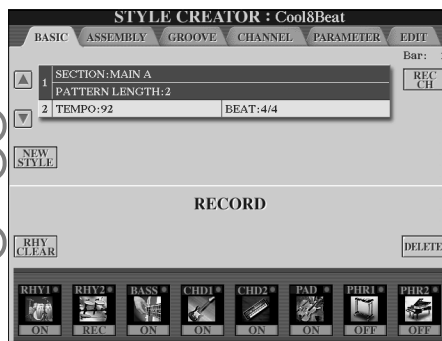 STYLE CREATOR : Cool8Beat
BASIC ASSEMBLY GROOVE CHANNEL PARAMETER EDIT
Bar:
1 SECTION:MAIN A
PATTERN LENGTH:2
REC CH
2 TEMPO:92 BEAT:4/4
NEW STYLE
RECORD
RHY CLEAR DELETE
RHY1 RHY2 BASS CHD1 CHD2 PAD PHR1 PHR2
ON REC ON ON ON ON OFF OFF